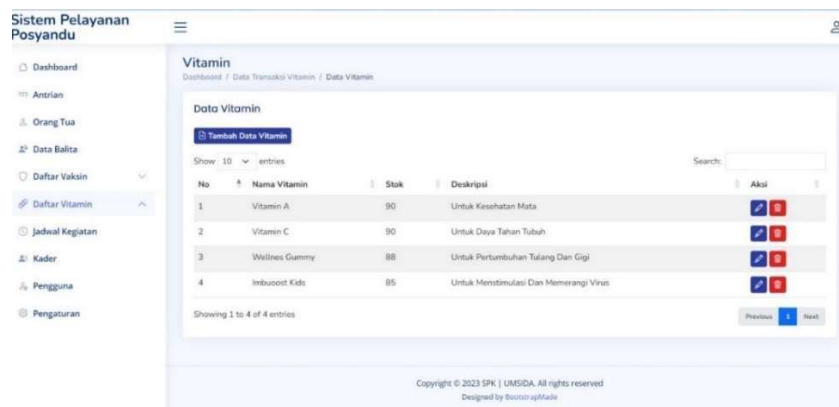 Sistem Pelayanan
Posyandu
Dashboard
Antrian
Orang Tua
Data Balita
Daftar Vaksin
Daftar Vitamin
Jadwal Kegiatan
Kader
Pengguna
Pengaturan
Vitamin
Dashboard / Data Transaksi Vitamin / Data Vitamin
Data Vitamin
Tambah Data Vitamin
Show 10 entries Search:
No Nama Vitamin Stok Deskripsi Aksi
1 Vitamin A 90 Untuk Kesehatan Mata
2 Vitamin C 90 Untuk Daya Tahan Tubuh
3 Wellnes Gummy 88 Untuk Pertumbuhan Tulang Dan Gigi
4 Imbuoost Kids 85 Untuk Menstimulasi Dan Memerangi Virus
Showing 1 to 4 of 4 entries Previous 1 Next
Copyright © 2023 SPK | UMSIDA. All rights reserved
Designed by BootstrapMade